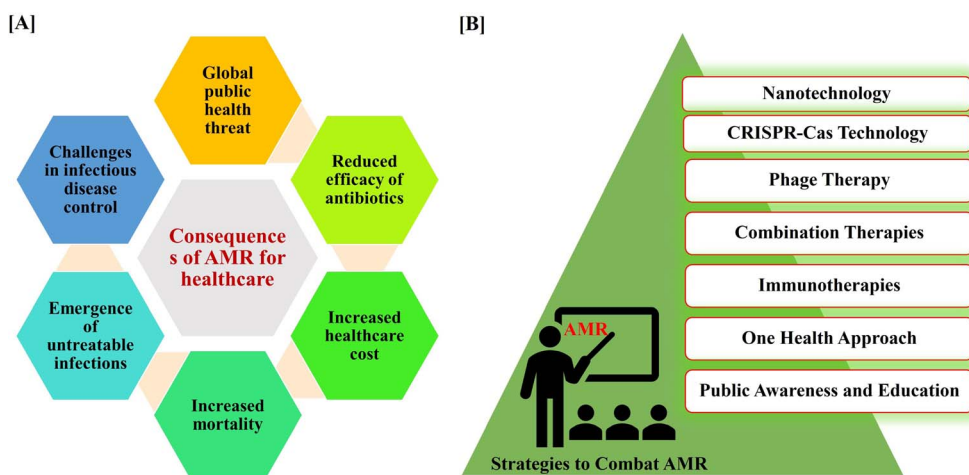 [A]
Global
public
health
threat
Reduced
efficacy of
antibiotics
Increased
healthcare
cost
Increased
mortality
Emergence of
untreatable
infections
Challenges
in infectious
disease
control
Consequence
s of AMR for
healthcare
[B]
Nanotechnology
CRISPR-Cas Technology
Phage Therapy
Combination Therapies
Immunotherapies
One Health Approach
Public Awareness and Education
AMR
Strategies to Combat AMR